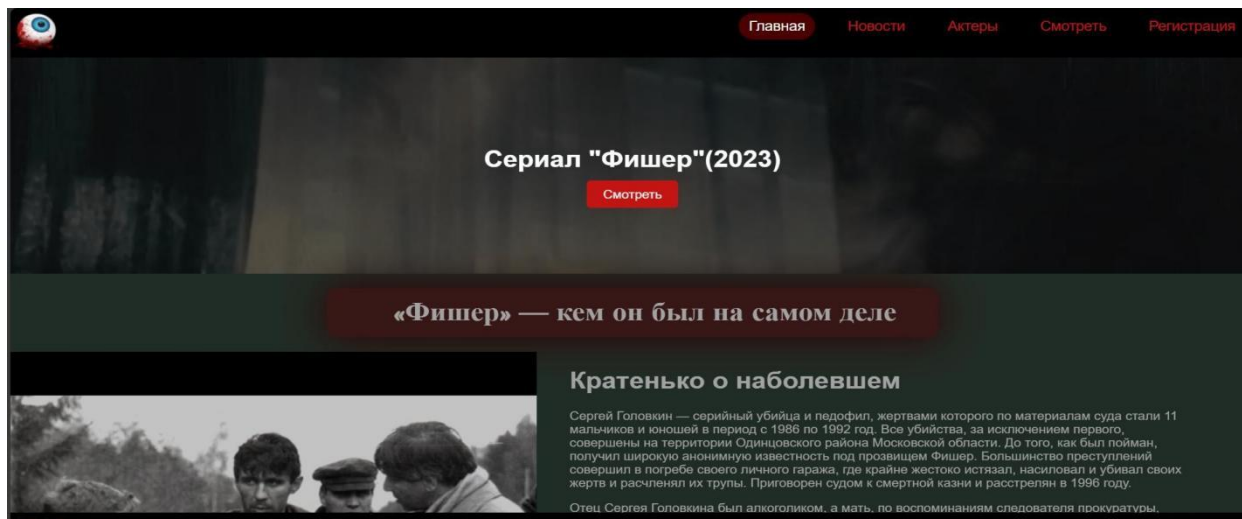 Главная Новости Актеры Смотреть Регистрация
Сериал "Фишер"(2023)
Смотреть
«Фишер» — кем он был на самом деле
Кратенько о наболевшем
Сергей Головкин — серийный убийца и педофил, жертвами которого по материалам суда стали 11
мальчиков и юношей в период с 1986 по 1992 год. Все убийства, за исключением первого,
совершены на территории Одинцовского района Московской области. До того, как был пойман,
получил широкую анонимную известность под прозвищем Фишер. Большинство преступлений
совершил в погребе своего личного гаража, где крайне жестоко истязал, насиловал и убивал своих
жертв и расчленял их трупы. Приговорен судом к смертной казни и расстрелян в 1996 году.
Отец Сергея Головкина был алкоголиком, а мать, по воспоминаниям следователя прокуратуры,